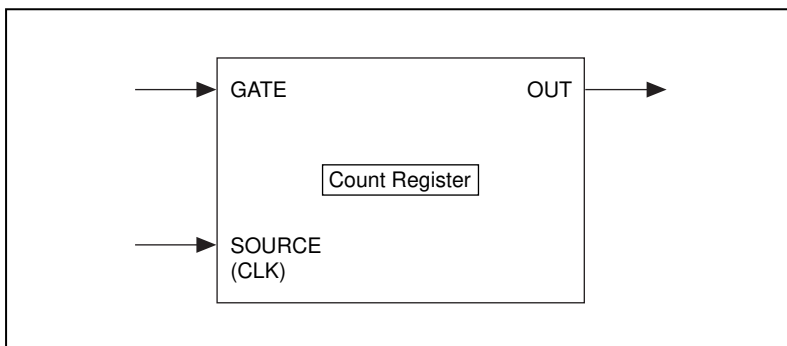 GATE
OUT
Count Register
SOURCE
(CLK)